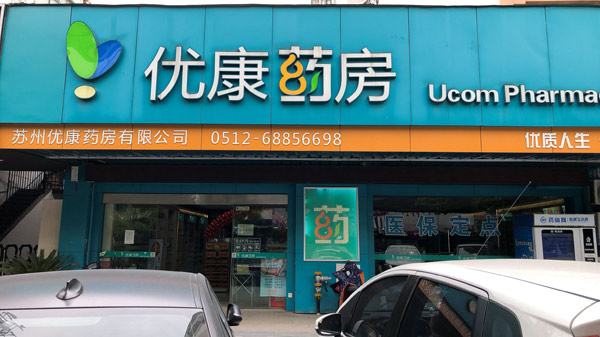 优康药房
Ucom Pharma
苏州优康药房有限公司 0512-68856698
优质人生
药
医保定点